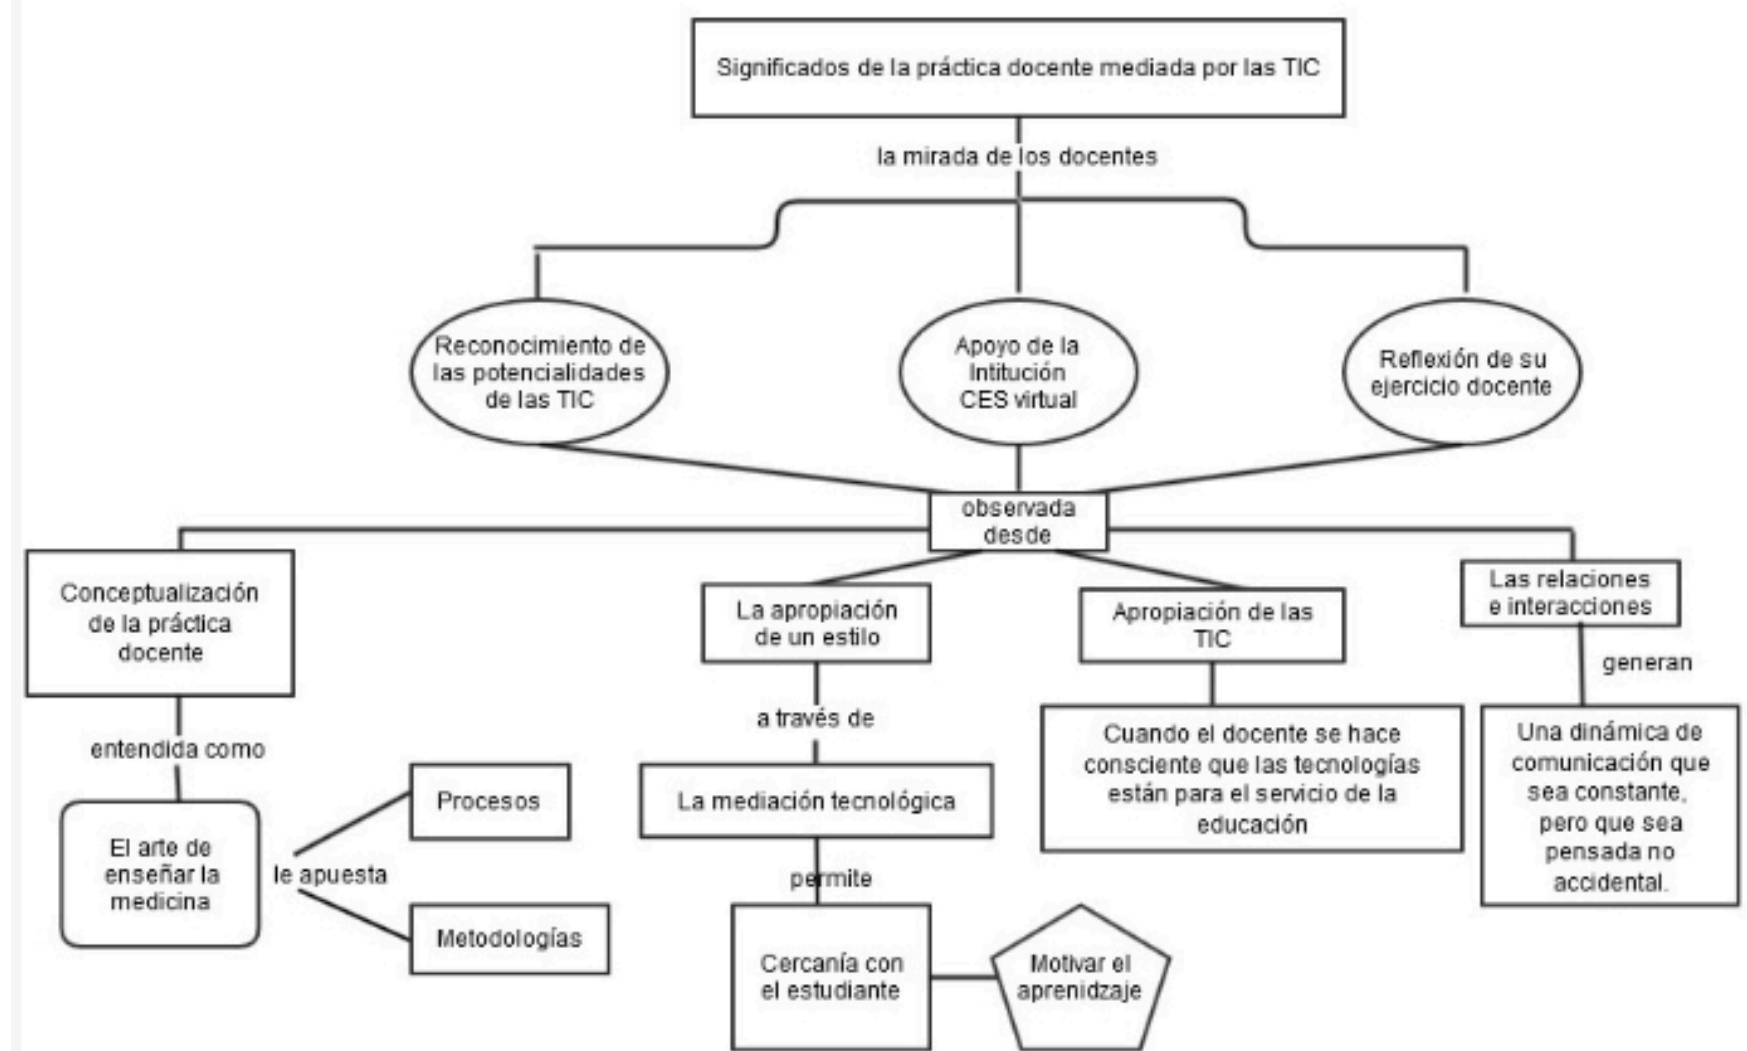 Significados de la práctica docente mediada por las TIC
la mirada de los docentes
Reconocimiento de
las potencialidades
de las TIC
Apoyo de la
Intitución
CES virtual
Reflexión de su
ejercicio docente
observada
desde
Conceptualización
de la práctica
docente
La apropiación
de un estilo
Apropiación de las
TIC
Las relaciones
e interacciones
entendida como
a través de
generan
El arte de
enseñar la
medicina
le apuesta
Procesos
Metodologías
La mediación tecnológica
permite
Cercanía con
el estudiante
Motivar el
aprenidzaje
Cuando el docente se hace
consciente que las tecnologías
están para el servicio de la
educación
Una dinámica de
comunicación que
sea constante,
pero que sea
pensada no
accidental.